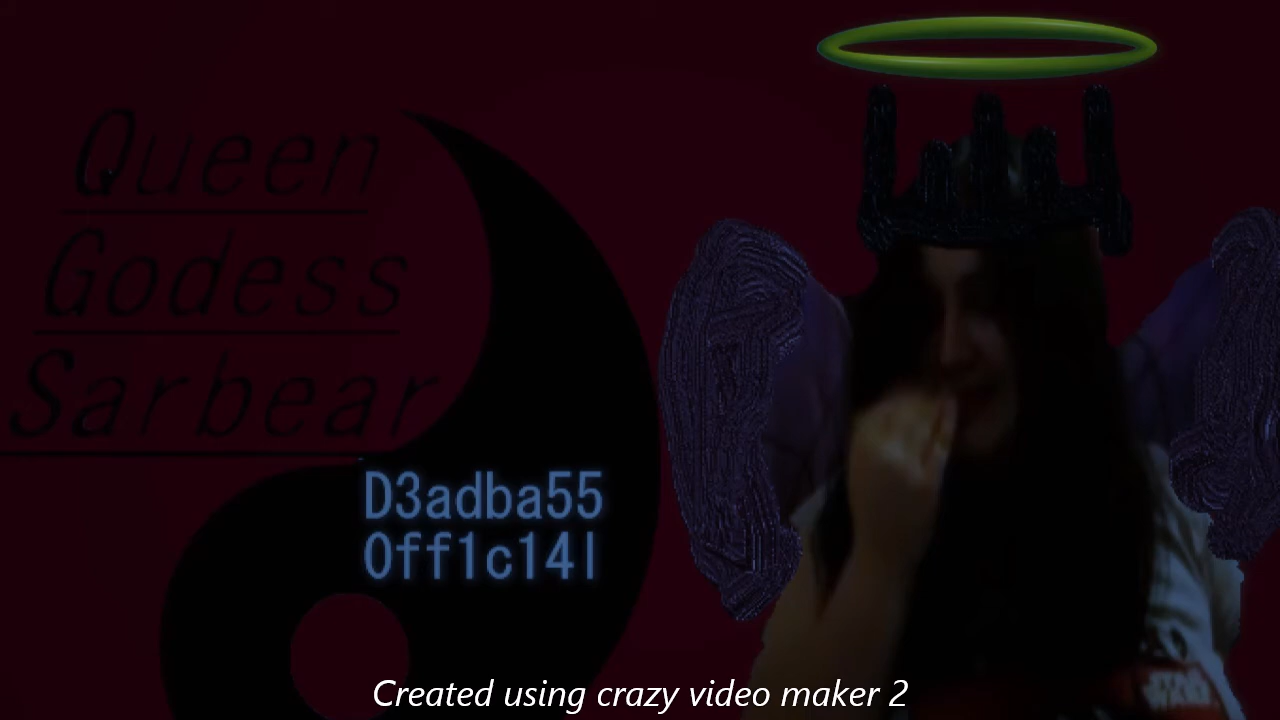 Queen
Godess
Sarbear
D3adba55
0ff1c14l
Created using crazy video maker 2